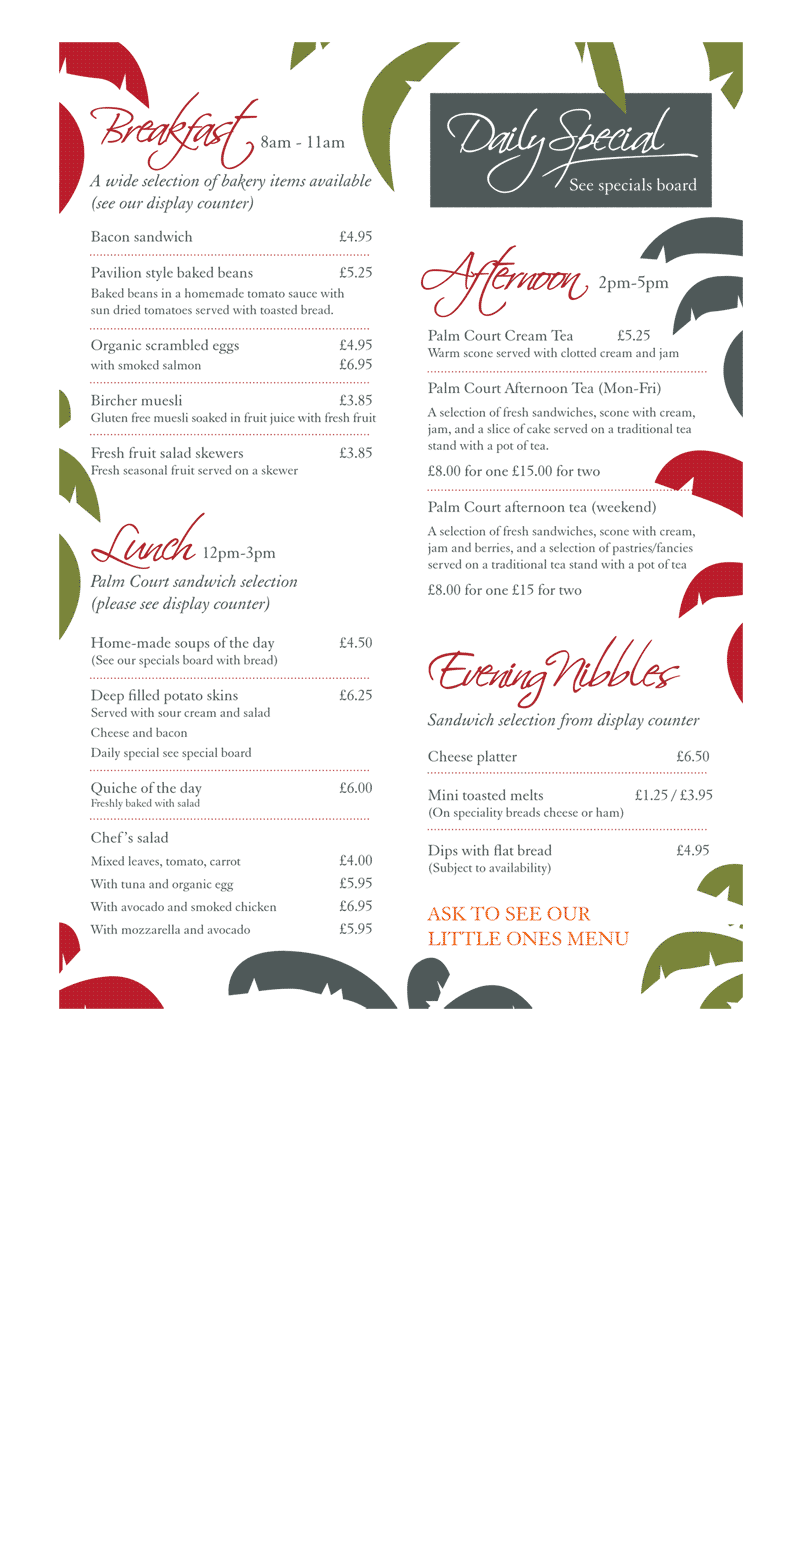 Breakfast 8am - 11am
A wide selection of bakery items available
(see our display counter)
Bacon sandwich £4.95
Pavilion style baked beans £5.25
Baked beans in a homemade tomato sauce with
sun dried tomatoes served with toasted bread.
Organic scrambled eggs £4.95
with smoked salmon £6.95
Bircher muesli £3.85
Gluten free muesli soaked in fruit juice with fresh fruit
Fresh fruit salad skewers £3.85
Fresh seasonal fruit served on a skewer
Lunch 12pm-3pm
Palm Court sandwich selection
(please see display counter)
Home-made soups of the day £4.50
(See our specials board with bread)
Deep filled potato skins £6.25
Served with sour cream and salad
Cheese and bacon
Daily special see special board
Quiche of the day £6.00
Freshly baked with salad
Chef's salad
Mixed leaves, tomato, carrot £4.00
With tuna and organic egg £5.95
With avocado and smoked chicken £6.95
With mozzarella and avocado £5.95
Daily Special
See specials board
Afternoon 2pm-5pm
Palm Court Cream Tea £5.25
Warm scone served with clotted cream and jam
Palm Court Afternoon Tea (Mon-Fri)
A selection of fresh sandwiches, scone with cream,
jam, and a slice of cake served on a traditional tea
stand with a pot of tea.
£8.00 for one £15.00 for two
Palm Court afternoon tea (weekend)
A selection of fresh sandwiches, scone with cream,
jam and berries, and a selection of pastries/fancies
served on a traditional tea stand with a pot of tea
£8.00 for one £15 for two
Evening Nibbles
Sandwich selection from display counter
Cheese platter £6.50
Mini toasted melts £1.25 / £3.95
(On speciality breads cheese or ham)
Dips with flat bread £4.95
(Subject to availability)
ASK TO SEE OUR
LITTLE ONES MENU